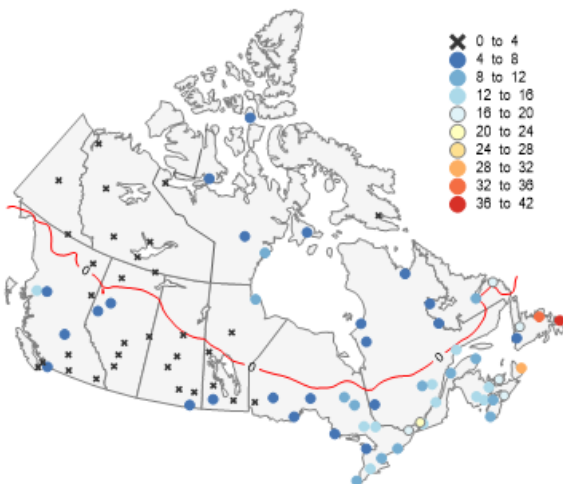 0 to 4
4 to 8
8 to 12
12 to 16
16 to 20
20 to 24
24 to 28
28 to 32
32 to 36
36 to 42
0
0
0